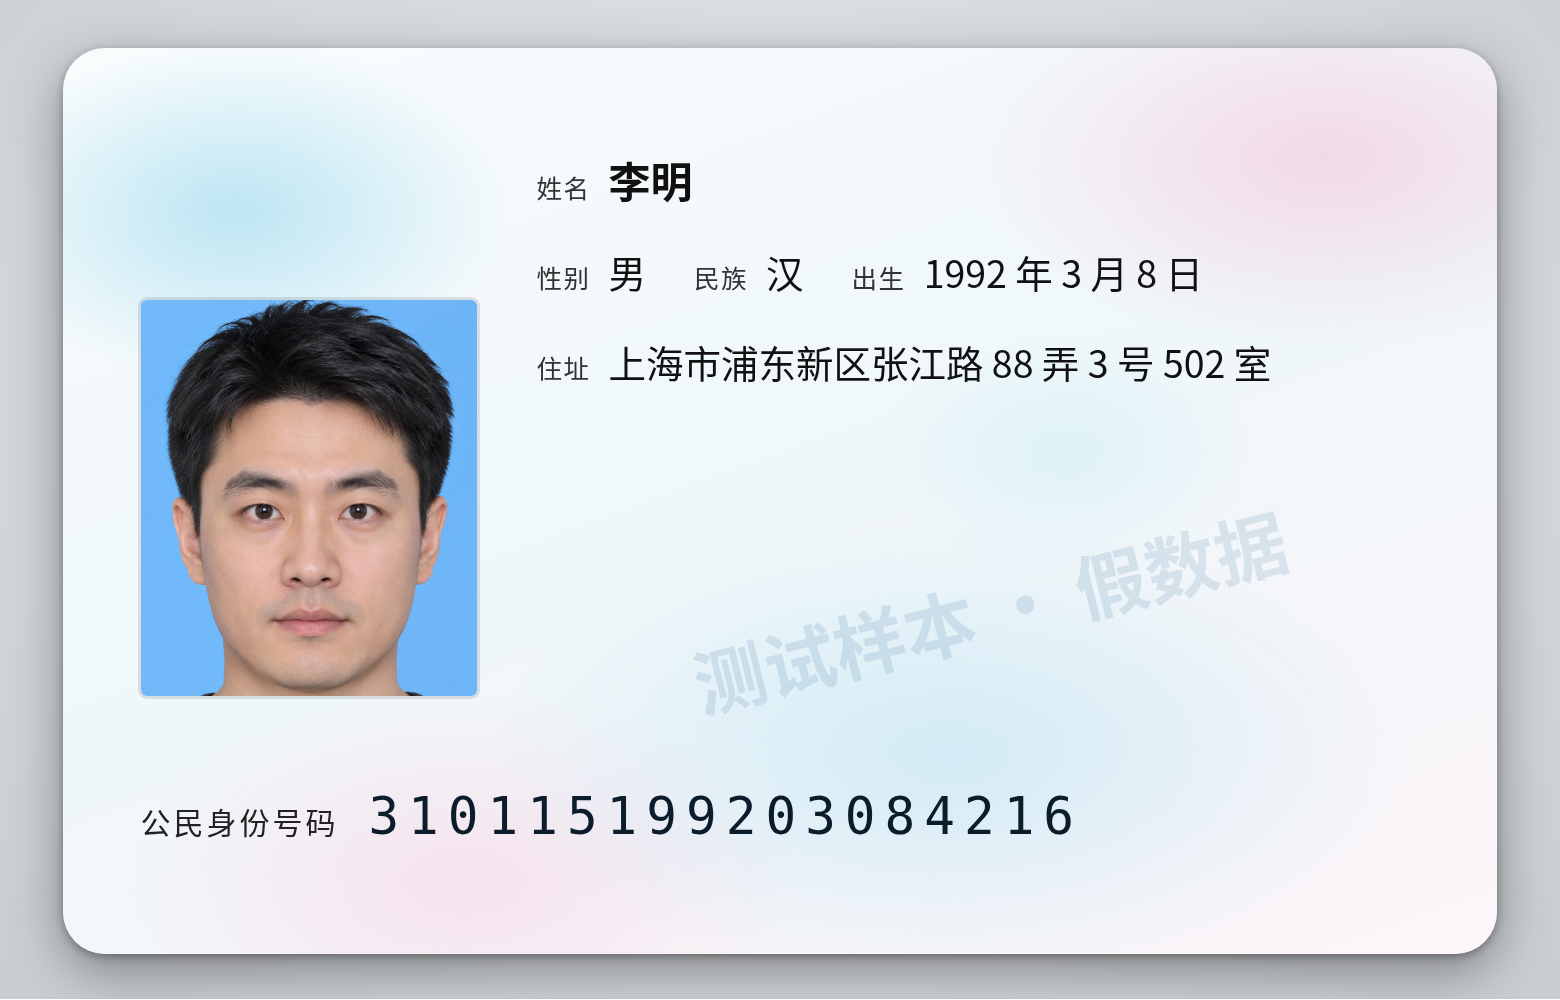 姓名 李明
性别 男 民族 汉 出生 1992 年 3 月 8 日
住址 上海市浦东新区张江路 88 弄 3 号 502 室
测试样本 · 假数据
公民身份号码 310115199203084216